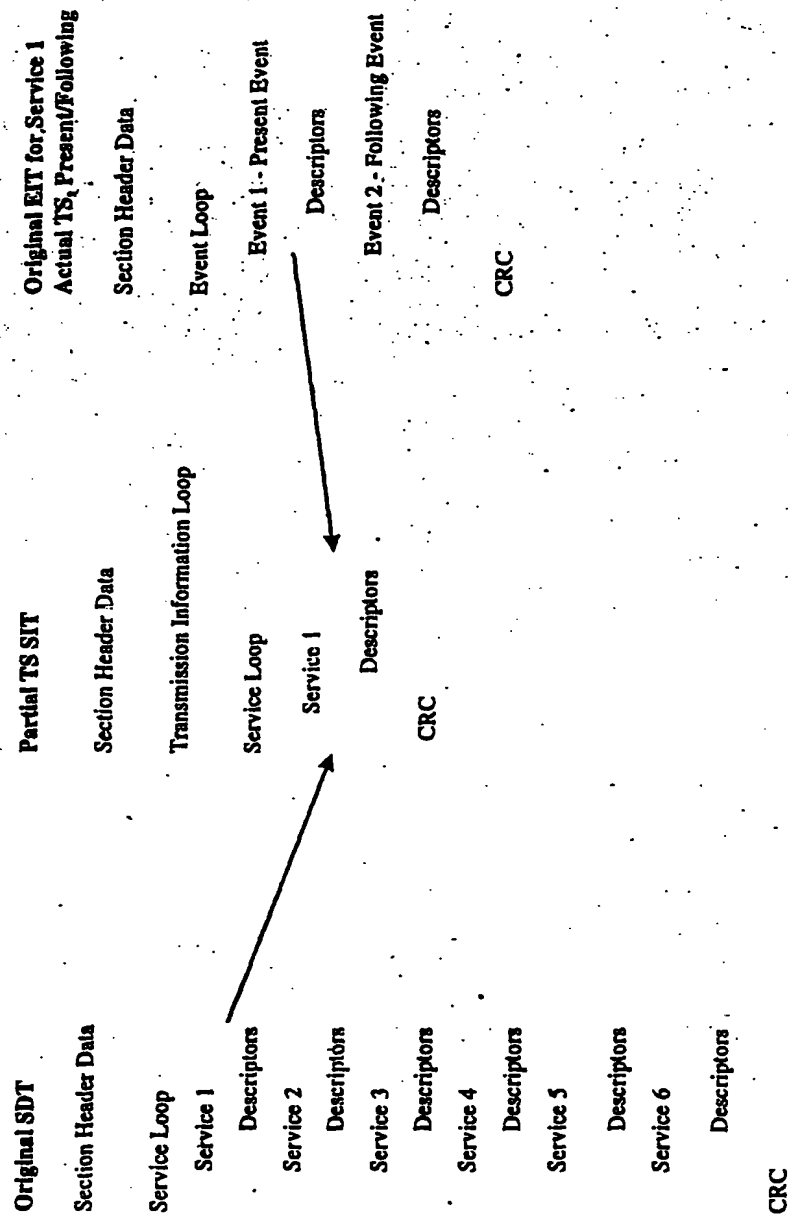 Original SDT
Section Header Data
Service Loop
Service 1
Descriptors
Service 2
Descriptors
Service 3
Descriptors
Service 4
Descriptors
Service 5
Descriptors
Service 6
Descriptors
CRC
Partial TS SIT
Section Header Data
Transmission Information Loop
Service Loop
Service 1
Descriptors
CRC
Original EIT for Service 1
Actual TS, Present/Following
Section Header Data
Event Loop
Event 1 - Present Event
Descriptors
Event 2 - Following Event
Descriptors
CRC